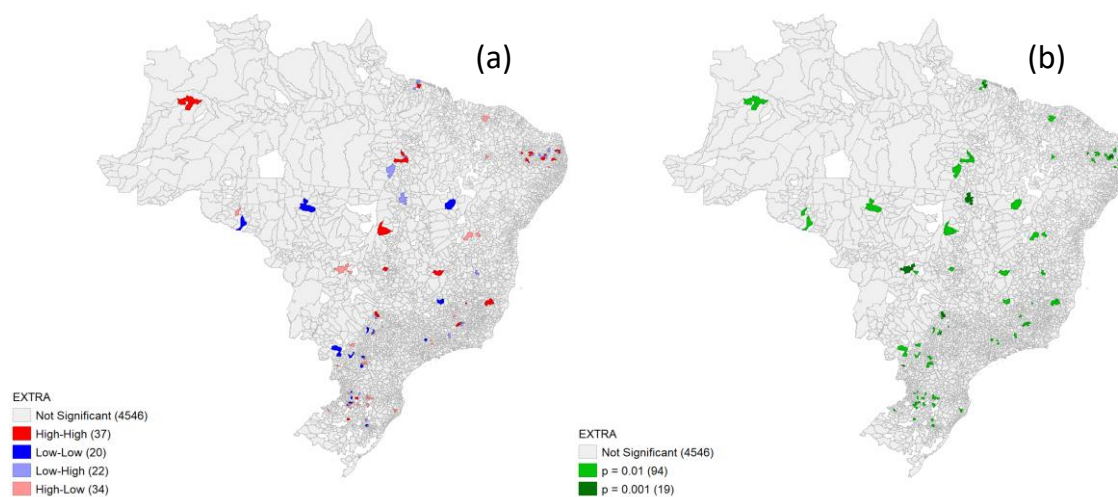 (a)
EXTRA
Not Significant (4546)
High-High (37)
Low-Low (20)
Low-High (22)
High-Low (34)
(b)
EXTRA
Not Significant (4546)
p = 0.01 (94)
p = 0.001 (19)